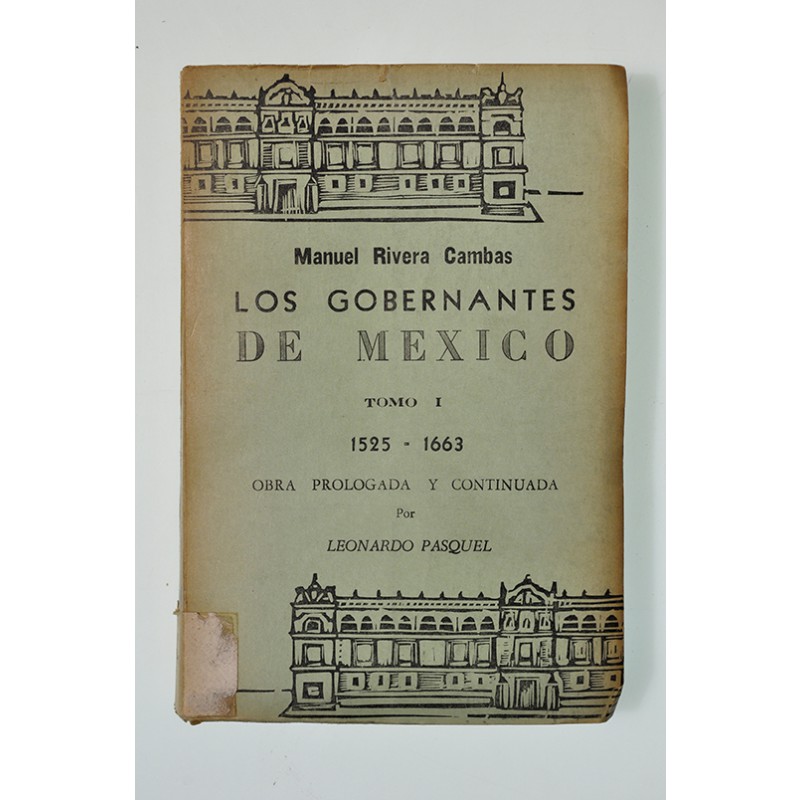 Manuel Rivera Cambas
LOS GOBERNANTES
DE MEXICO
TOMO I
1525 - 1663
OBRA PROLOGADA Y CONTINUADA
Por
LEONARDO PASQUEL